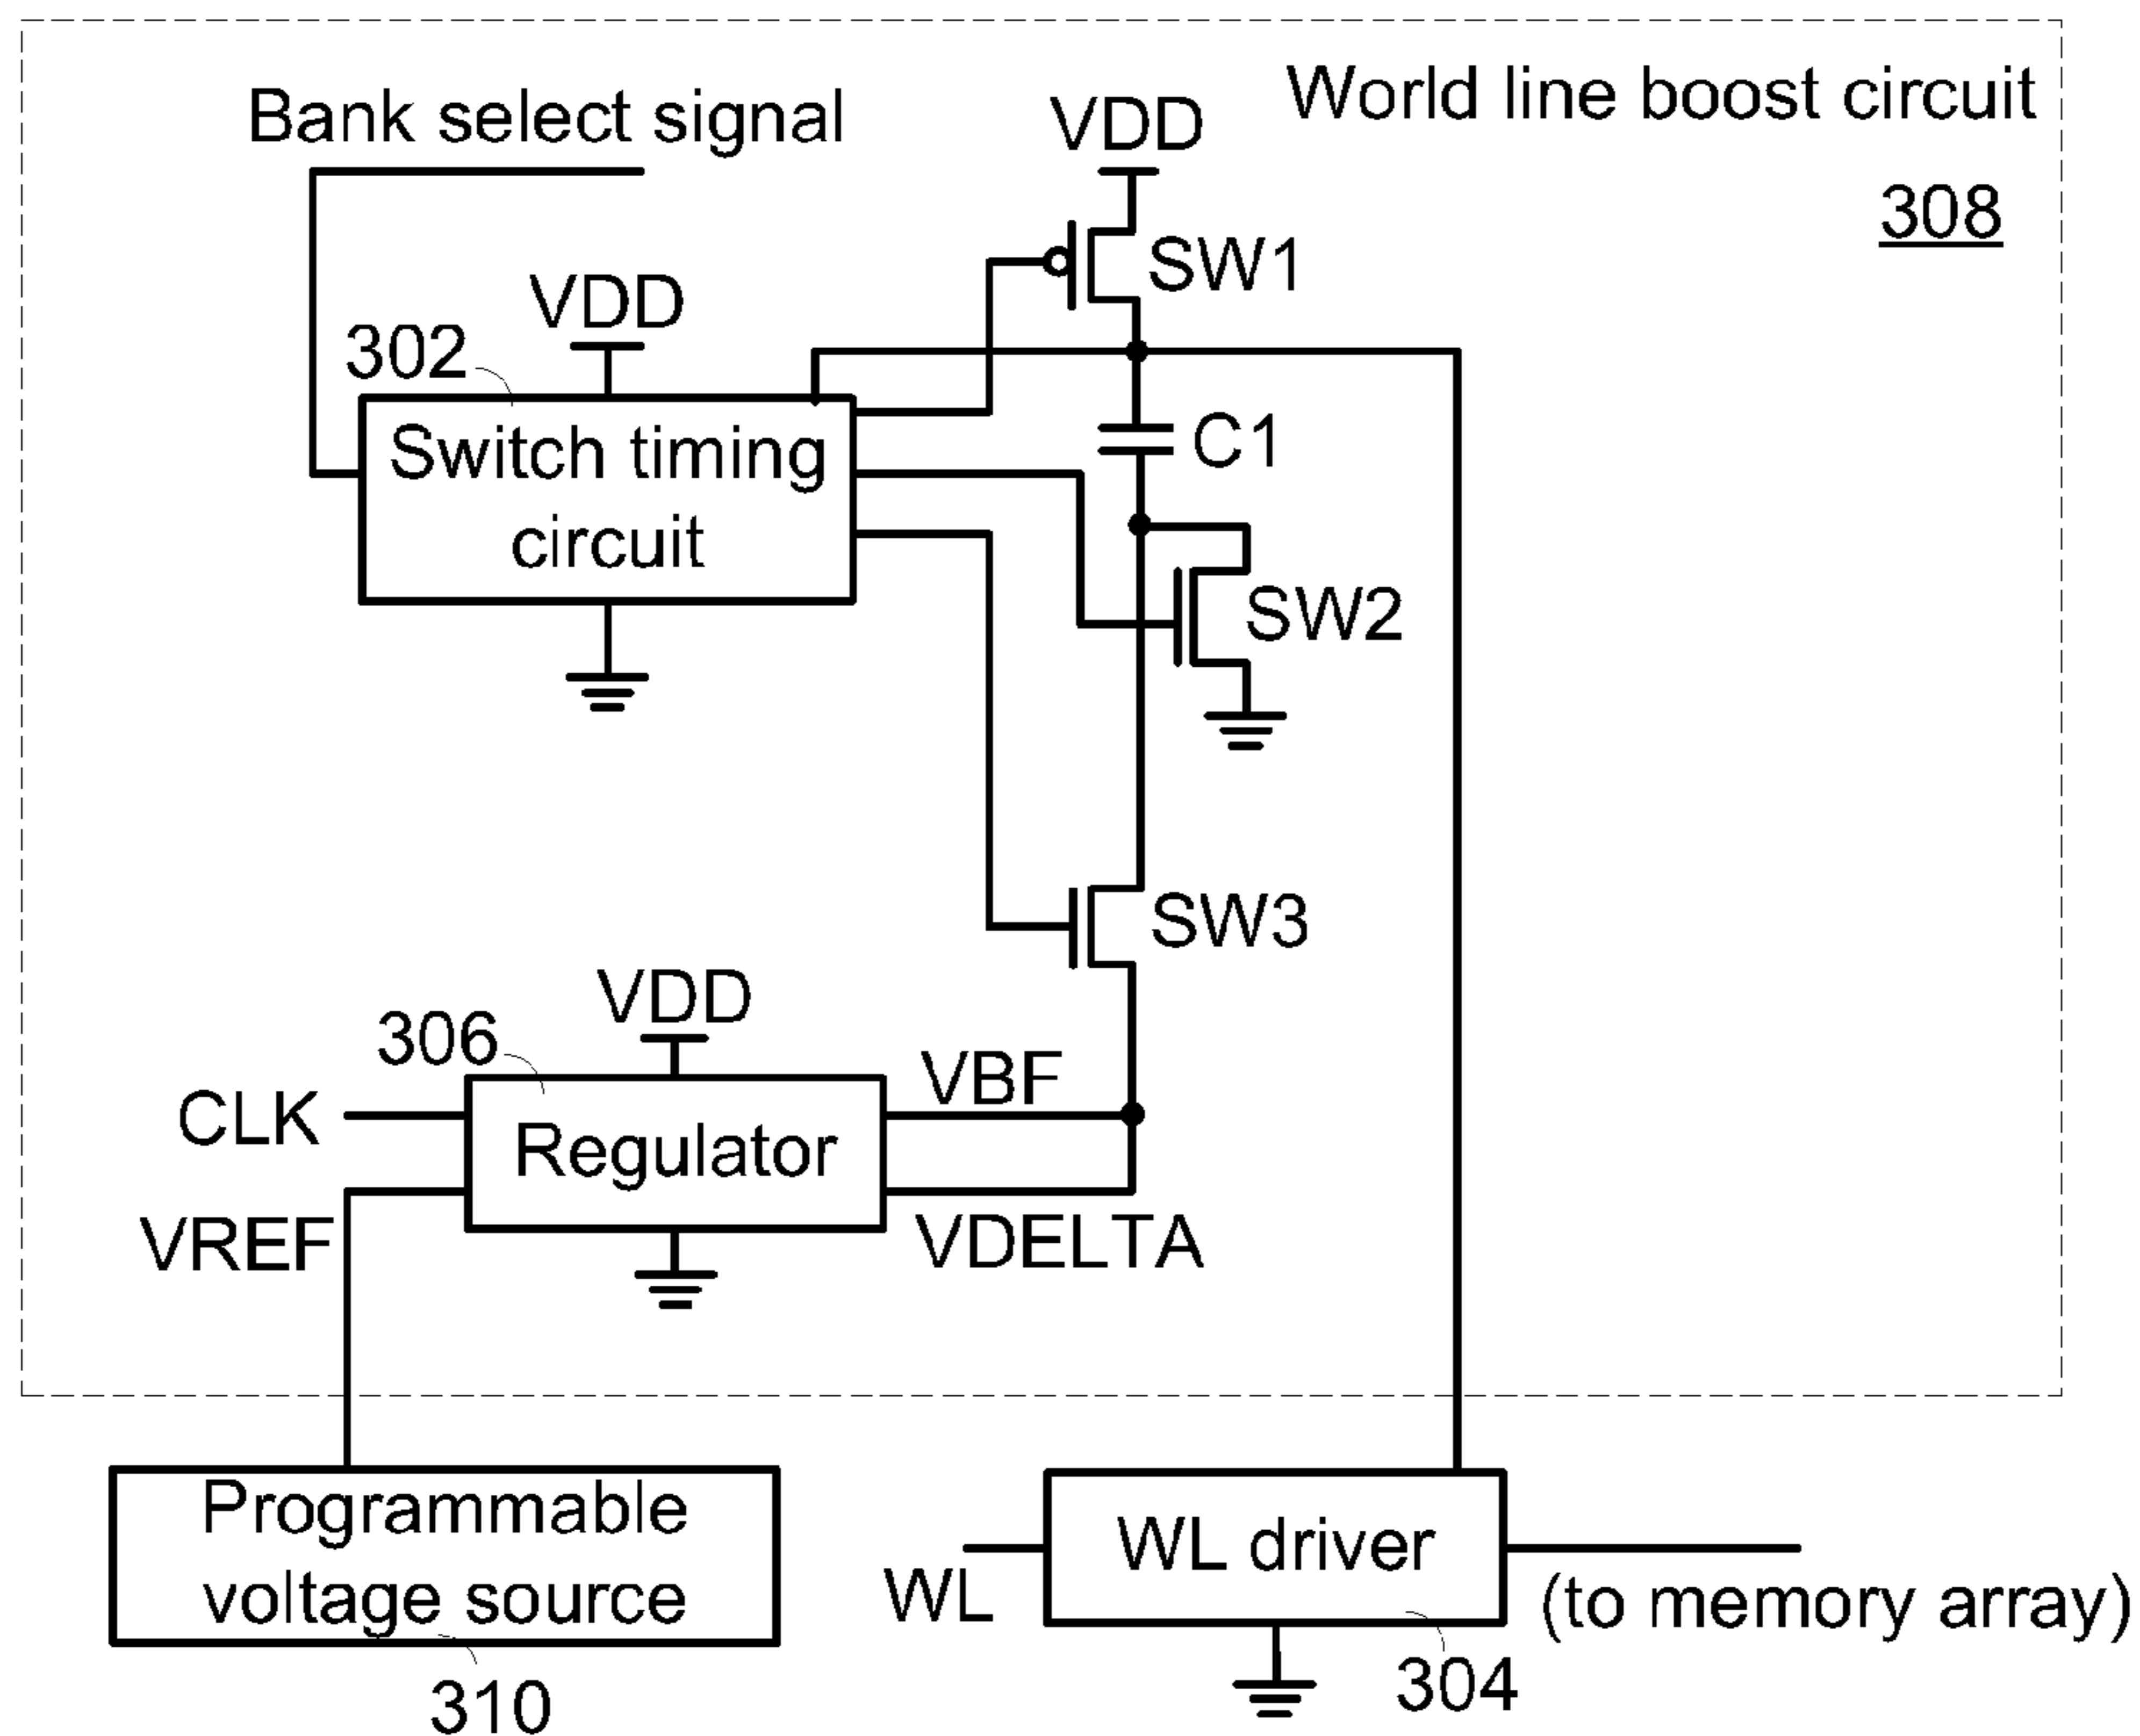 World line boost circuit
308
Bank select signal
VDD
SW1
VDD
302
Switch timing
circuit
C1
SW2
SW3
VDD
306
CLK
VBF
Regulator
VREF
VDELTA
Programmable
voltage source
310
WL
WL driver
(to memory array)
304